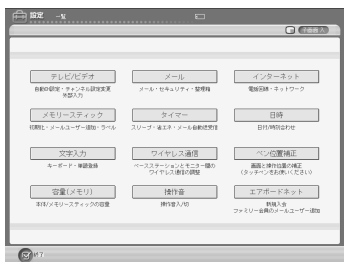 設定 一覧
テレビ/ビデオ メール インターネット
自動録設定・チャンネル設定変更 メール・セキュリティ・整理箱 電話回線・ネットワーク
外部入力
メモリースティック タイマー 日時
初期化・メールユーザー追加・ラベル スリープ・省エネ・メール自動送受信 日付/時刻合わせ
文字入力 ワイヤレス通信 ペン位置補正
キーボード・単語登録 ベースステーションとモニター間の 画面と操作位置の補正
ワイヤレス通信の調整 (タッチペンをお使いください)
容量(メモリ) 操作音 エアボードネット
本体/メモリースティックの容量 操作音入/切 新規入会
ファミリー会員のメールユーザー追加
終了